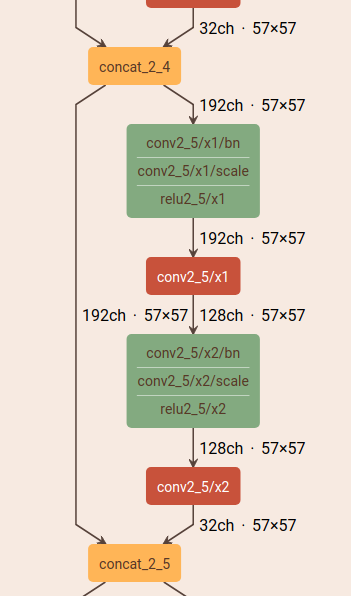 32ch · 57×57
concat_2_4
192ch · 57×57
conv2_5/x1/bn
conv2_5/x1/scale
relu2_5/x1
192ch · 57×57
conv2_5/x1
192ch · 57×57 128ch · 57×57
conv2_5/x2/bn
conv2_5/x2/scale
relu2_5/x2
128ch · 57×57
conv2_5/x2
32ch · 57×57
concat_2_5